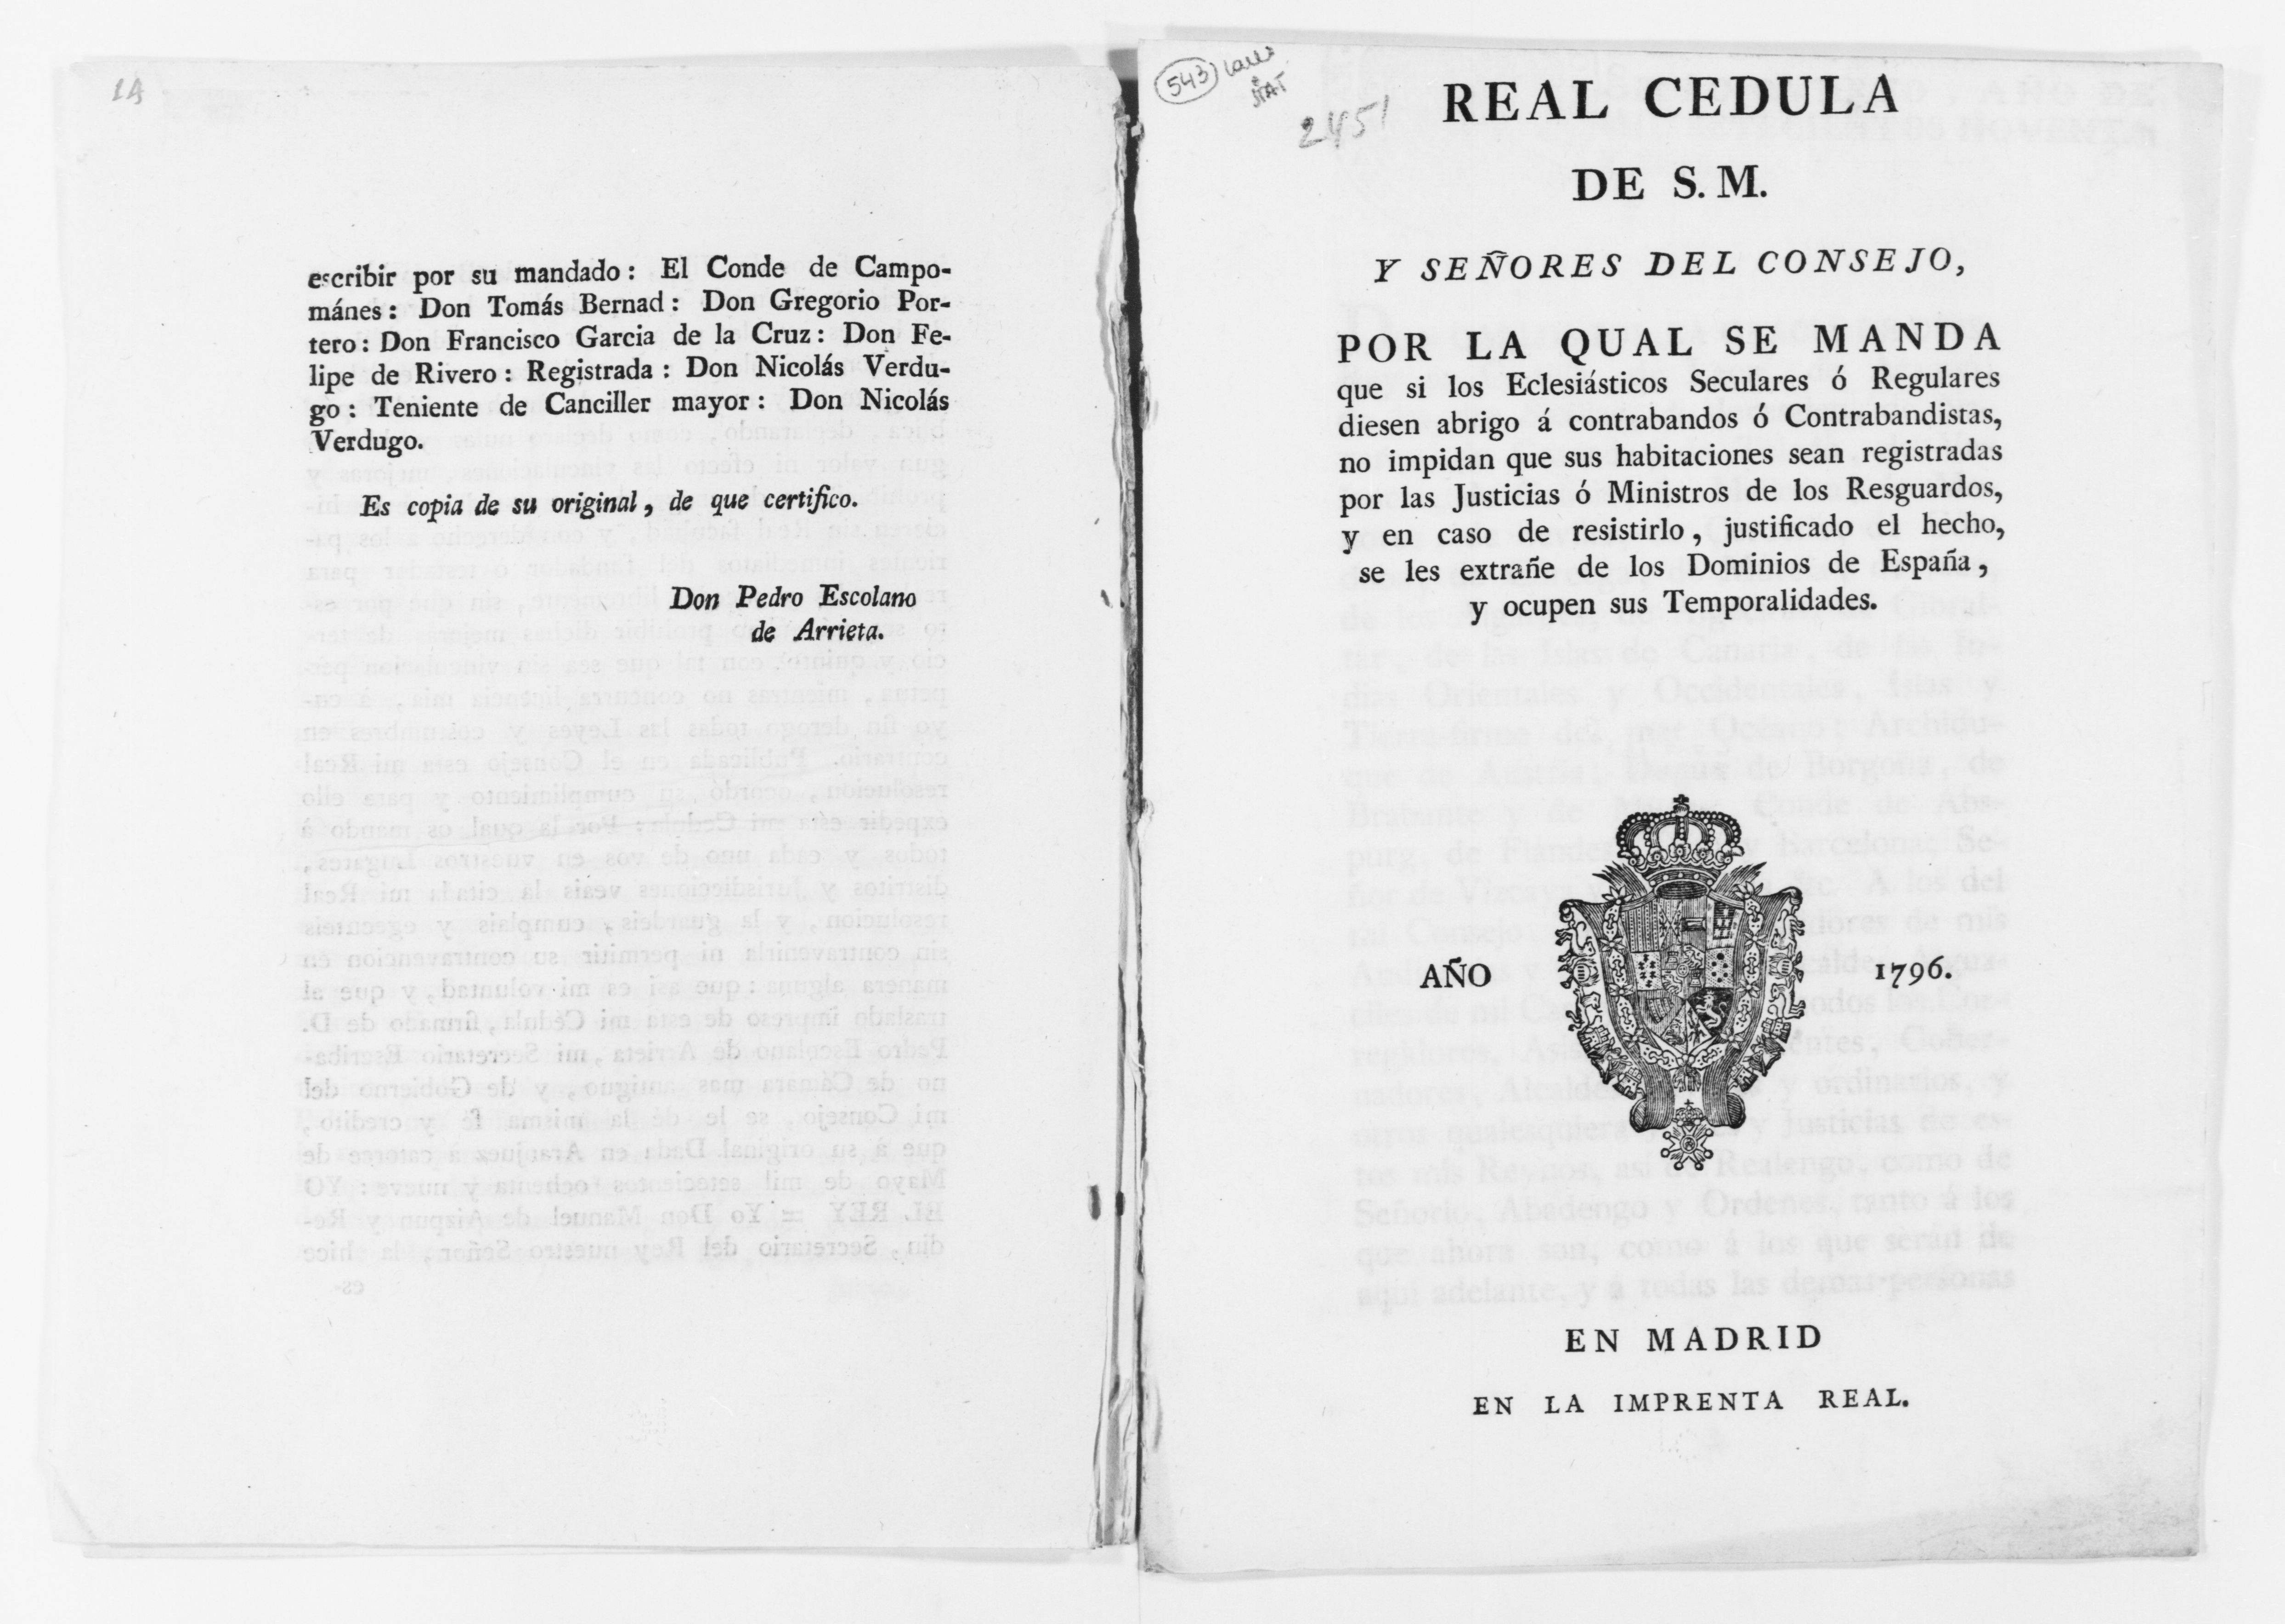 escribir por su mandado : El Conde de Campo-
mánes : Don Tomás Bernad : Don Gregorio Por-
tero : Don Francisco Garcia de la Cruz : Don Fe-
lipe de Rivero : Registrada : Don Nicolás Verdu-
go : Teniente de Canciller mayor : Don Nicolás
Verdugo.
Es copia de su original, de que certifico.
Don Pedro Escolano
de Arrieta.
543
2451
REAL CEDULA
DE S. M.
Y SEÑORES DEL CONSEJO,
POR LA QUAL SE MANDA
que si los Eclesiásticos Seculares ó Regulares
diesen abrigo á contrabandos ó Contrabandistas,
no impidan que sus habitaciones sean registradas
por las Justicias ó Ministros de los Resguardos,
y en caso de resistirlo, justificado el hecho,
se les extrañe de los Dominios de España,
y ocupen sus Temporalidades.
AÑO 1796.
EN MADRID
EN LA IMPRENTA REAL.